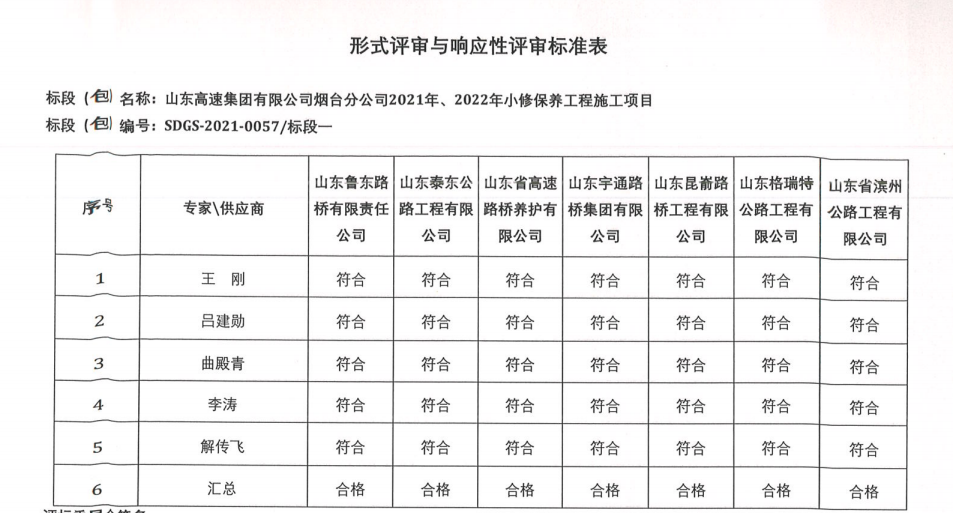 形式评审与响应性评审标准表
标段（包）名称：山东高速集团有限公司烟台分公司2021年、2022年小修保养工程施工项目
标段（包）编号：SDGS-2021-0057/标段一
序号 专家\供应商 山东鲁东路桥有限责任公司 山东泰东公路工程有限公司 山东省高速路桥养护有限公司 山东宇通路桥集团有限公司 山东昆嵛路桥工程有限公司 山东格瑞特公路工程有限公司 山东省滨州公路工程有限公司
1 王 刚 符合 符合 符合 符合 符合 符合 符合
2 吕建勋 符合 符合 符合 符合 符合 符合 符合
3 曲殿青 符合 符合 符合 符合 符合 符合 符合
4 李涛 符合 符合 符合 符合 符合 符合 符合
5 解传飞 符合 符合 符合 符合 符合 符合 符合
6 汇总 合格 合格 合格 合格 合格 合格 合格